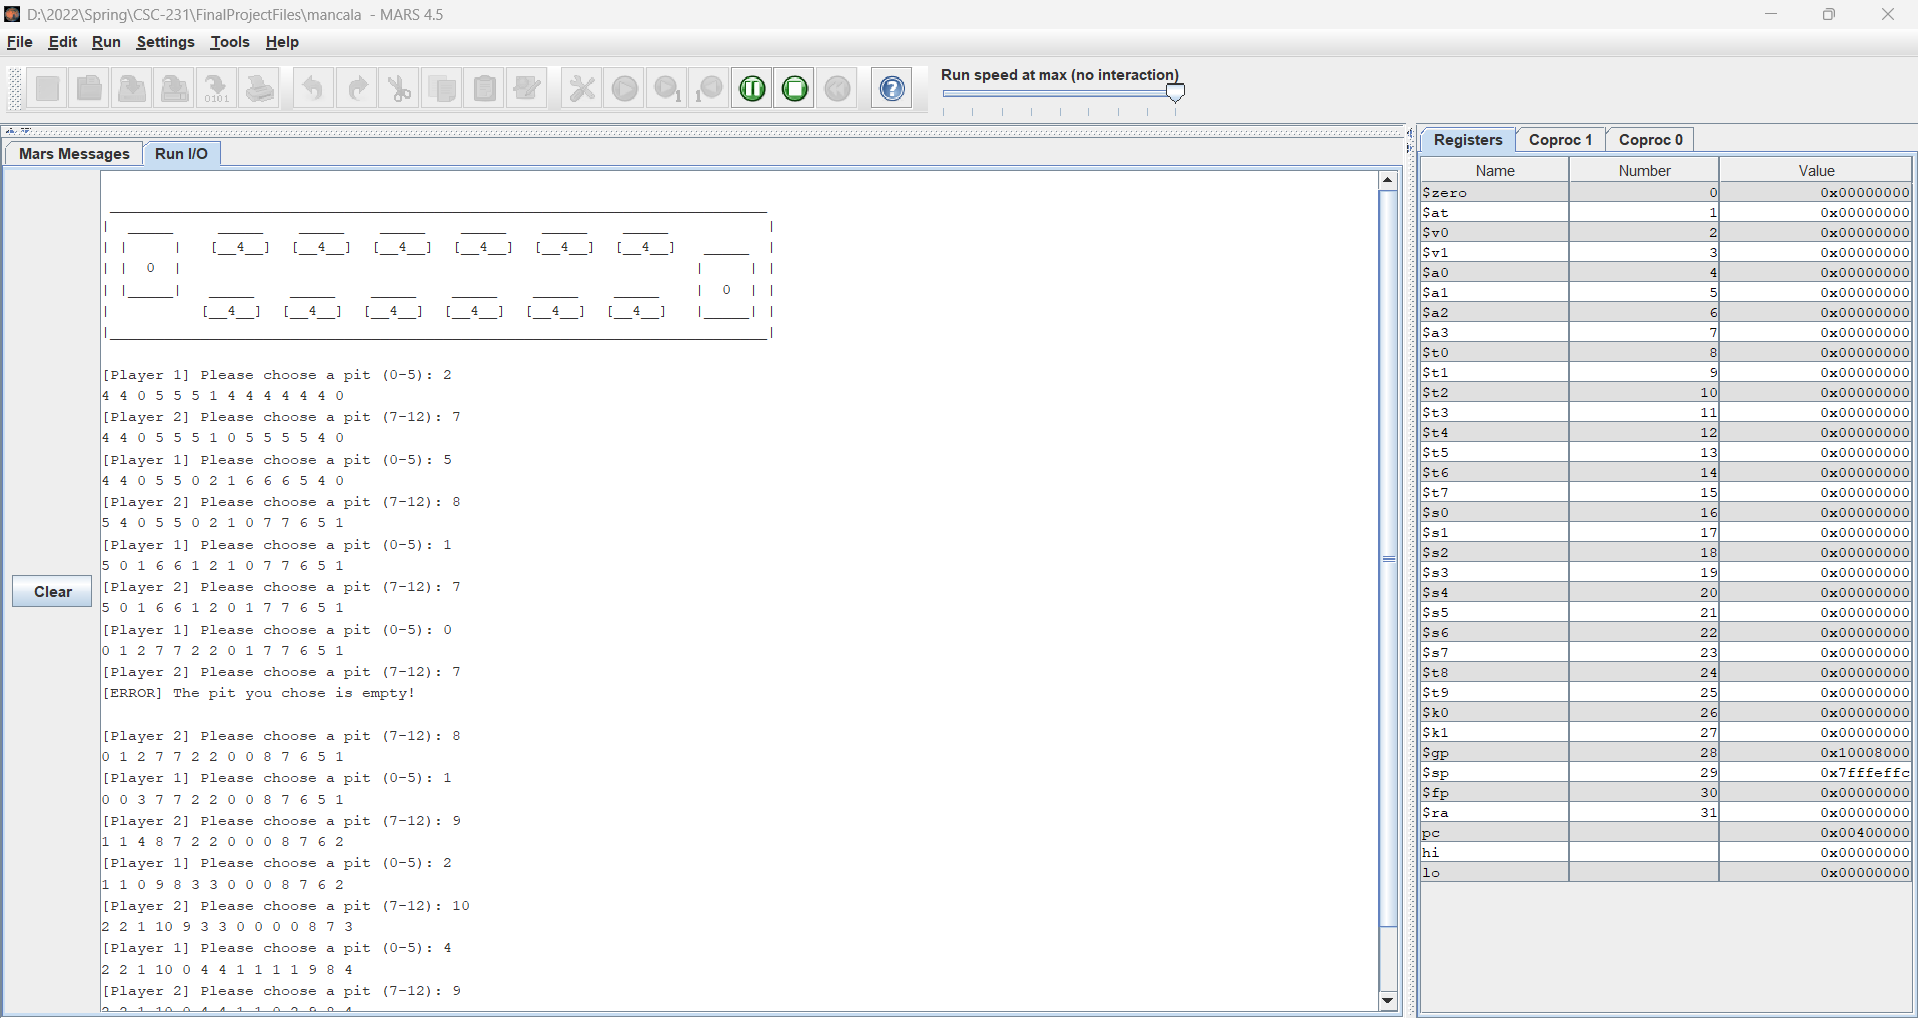 D:\2022\Spring\CSC-231\FinalProjectFiles\mancala - MARS 4.5
File Edit Run Settings Tools Help
Run speed at max (no interaction)
Mars Messages Run I/O
[__4__] [__4__] [__4__] [__4__] [__4__] [__4__]
0
0
[__4__] [__4__] [__4__] [__4__] [__4__] [__4__]
[Player 1] Please choose a pit (0-5): 2
4 4 0 5 5 5 1 4 4 4 4 4 4 0
[Player 2] Please choose a pit (7-12): 7
4 4 0 5 5 5 1 0 5 5 5 5 4 0
[Player 1] Please choose a pit (0-5): 5
4 4 0 5 5 0 2 1 6 6 6 5 4 0
[Player 2] Please choose a pit (7-12): 8
5 4 0 5 5 0 2 1 0 7 7 6 5 1
[Player 1] Please choose a pit (0-5): 1
5 0 1 6 6 1 2 1 0 7 7 6 5 1
[Player 2] Please choose a pit (7-12): 7
5 0 1 6 6 1 2 0 1 7 7 6 5 1
[Player 1] Please choose a pit (0-5): 0
0 1 2 7 7 2 2 0 1 7 7 6 5 1
[Player 2] Please choose a pit (7-12): 7
[ERROR] The pit you chose is empty!
[Player 2] Please choose a pit (7-12): 8
0 1 2 7 7 2 2 0 0 8 7 6 5 1
[Player 1] Please choose a pit (0-5): 1
0 0 3 7 7 2 2 0 0 8 7 6 5 1
[Player 2] Please choose a pit (7-12): 9
1 1 4 8 7 2 2 0 0 0 8 7 6 2
[Player 1] Please choose a pit (0-5): 2
1 1 0 9 8 3 3 0 0 0 8 7 6 2
[Player 2] Please choose a pit (7-12): 10
2 2 1 10 9 3 3 0 0 0 0 8 7 3
[Player 1] Please choose a pit (0-5): 4
2 2 1 10 0 4 4 1 1 1 1 9 8 4
[Player 2] Please choose a pit (7-12): 9
2 2 1 10 0 4 4 1 1 0 2 9 8 4
Clear
Registers Coproc 1 Coproc 0
Name Number Value
$zero 0 0x00000000
$at 1 0x00000000
$v0 2 0x00000000
$v1 3 0x00000000
$a0 4 0x00000000
$a1 5 0x00000000
$a2 6 0x00000000
$a3 7 0x00000000
$t0 8 0x00000000
$t1 9 0x00000000
$t2 10 0x00000000
$t3 11 0x00000000
$t4 12 0x00000000
$t5 13 0x00000000
$t6 14 0x00000000
$t7 15 0x00000000
$s0 16 0x00000000
$s1 17 0x00000000
$s2 18 0x00000000
$s3 19 0x00000000
$s4 20 0x00000000
$s5 21 0x00000000
$s6 22 0x00000000
$s7 23 0x00000000
$t8 24 0x00000000
$t9 25 0x00000000
$k0 26 0x00000000
$k1 27 0x00000000
$gp 28 0x10008000
$sp 29 0x7fffeffc
$fp 30 0x00000000
$ra 31 0x00000000
pc 0x00400000
hi 0x00000000
lo 0x00000000